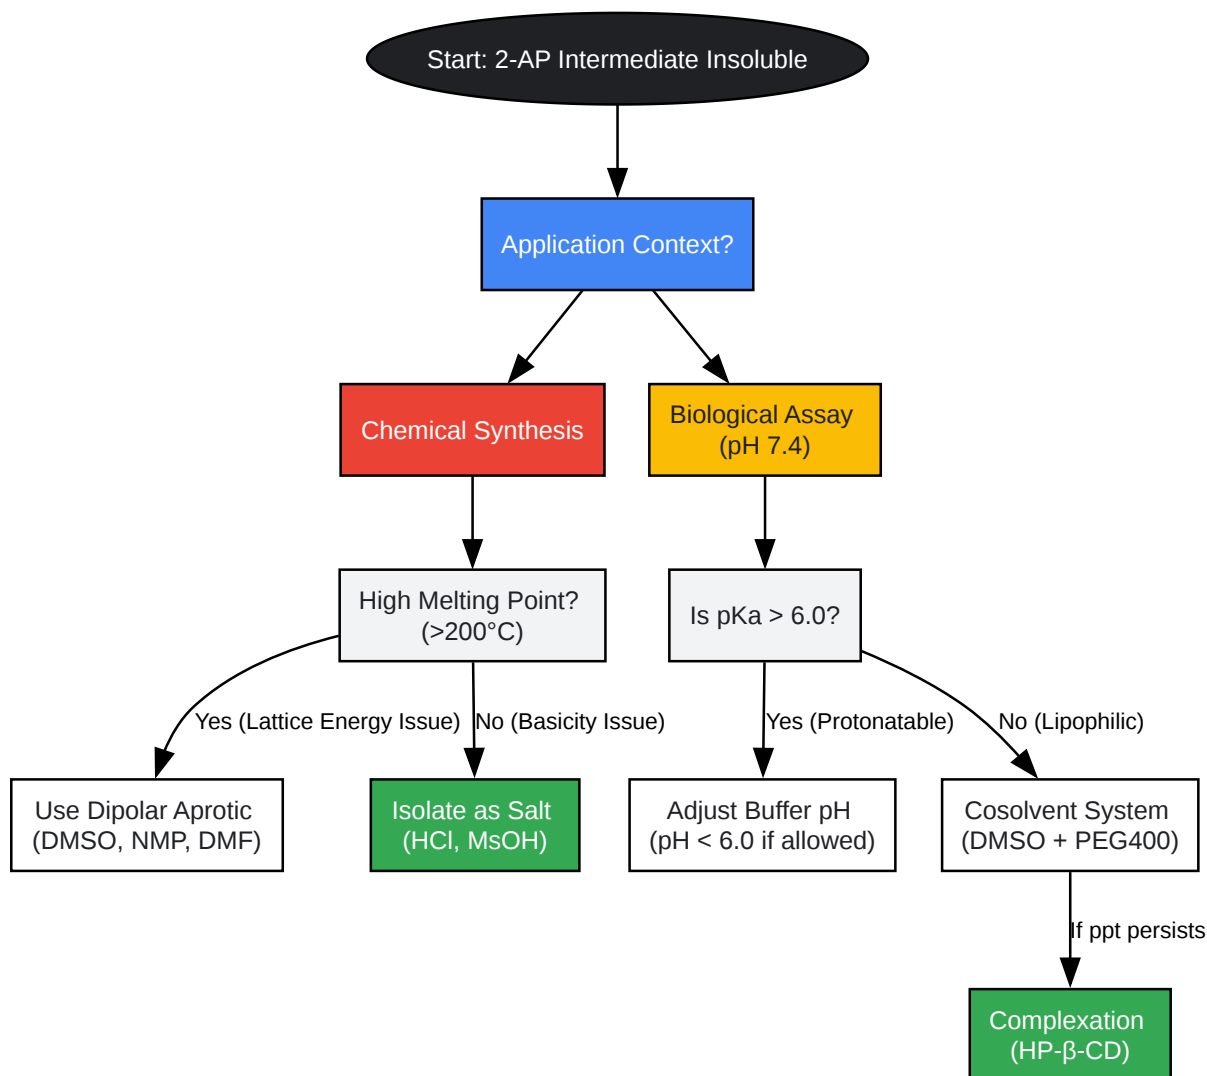 Start: 2-AP Intermediate Insoluble
Application Context?
Chemical Synthesis
Biological Assay
(pH 7.4)
High Melting Point?
(>200°C)
Is pKa > 6.0?
Yes (Lattice Energy Issue)
No (Basicity Issue)
Yes (Protonatable)
No (Lipophilic)
Use Dipolar Aprotic
(DMSO, NMP, DMF)
Isolate as Salt
(HCl, MsOH)
Adjust Buffer pH
(pH < 6.0 if allowed)
Cosolvent System
(DMSO + PEG400)
If ppt persists
Complexation
(HP-β-CD)